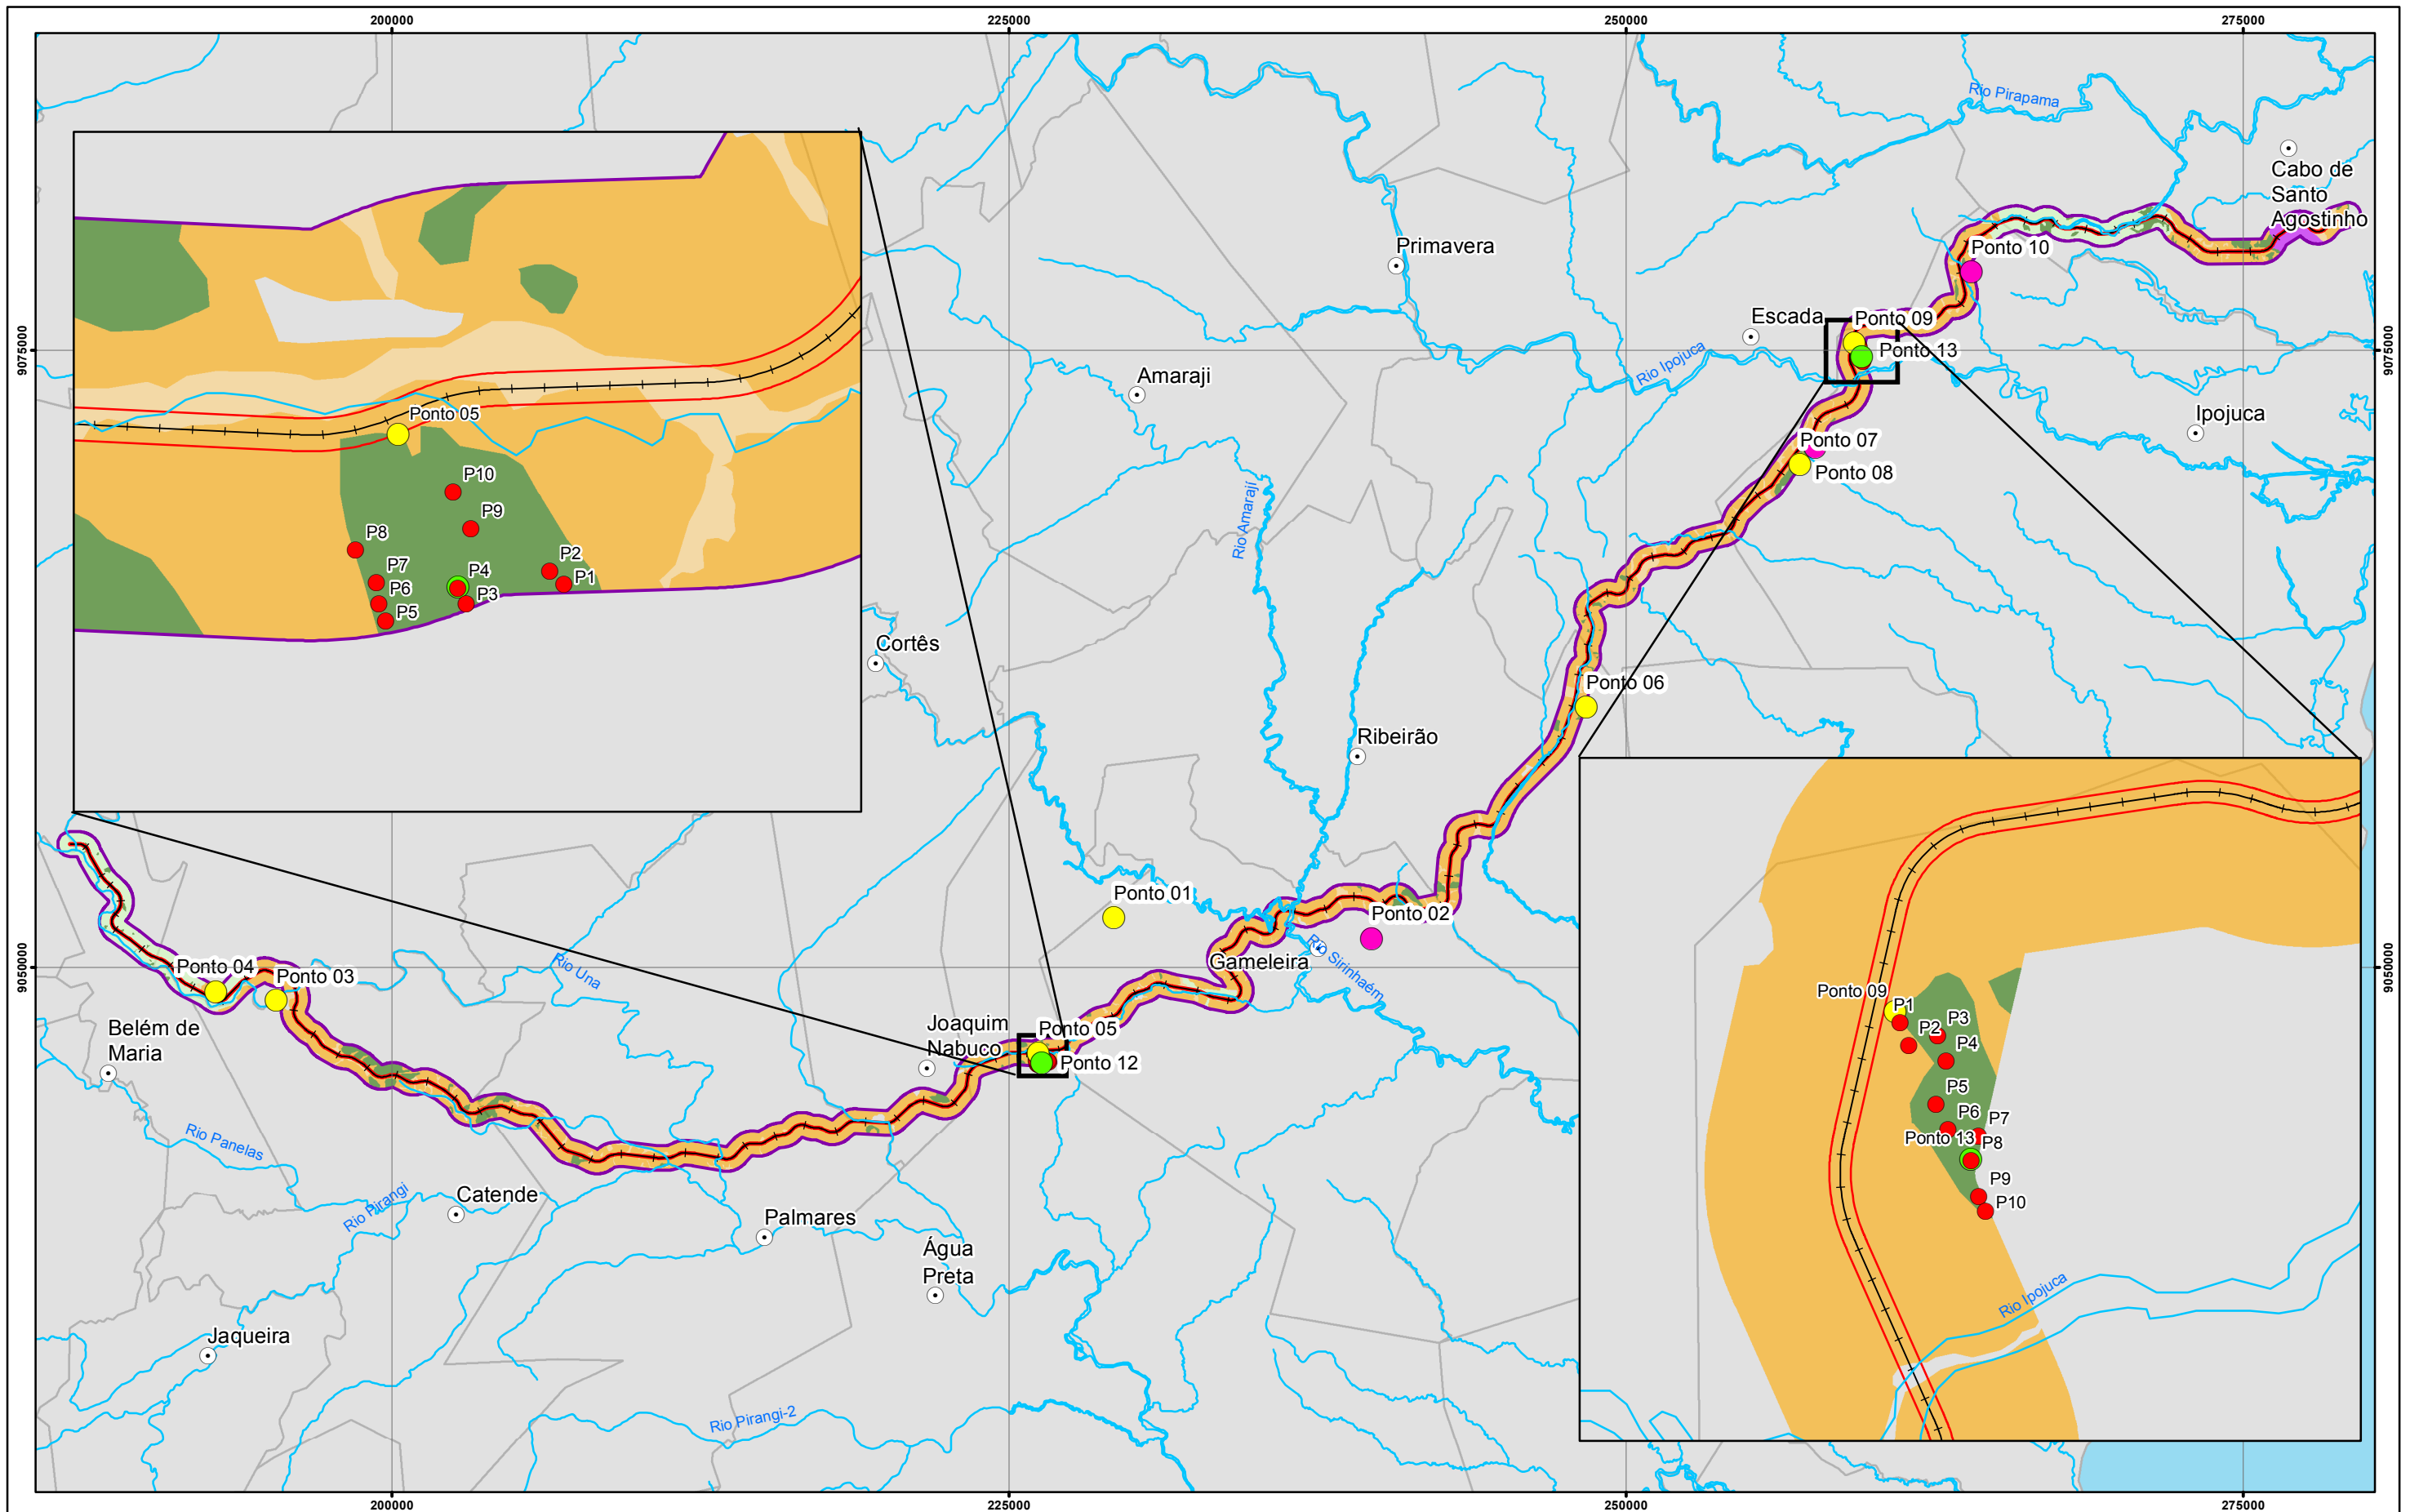 200000
225000
250000
275000
Rio Pirapama
Cabo de
Santo
Agostinho
Primavera
Ponto 10
Escada
Ponto 09
Ponto 13
9075000
9075000
Rio Ipojuca
Amaraji
Ipojuca
Ponto 05
Ponto 07
Ponto 08
P10
P9
P8
P2
P7
P4
P1
P6
P3
P5
Rio Amarají
Cortês
Ponto 06
Ribeirão
Ponto 01
Ponto 02
Rio Sirinhaém
Gameleira
9050000
9050000
Ponto 04
Ponto 03
Rio Una
Belém de
Maria
Joaquim
Nabuco
Ponto 05
Ponto 12
Ponto 09
P1
P2
P3
P4
P5
P6
P7
Ponto 13
P8
P9
P10
Rio Ipojuca
Rio Panelas
Rio Pirangi
Catende
Palmares
Água
Preta
Jaqueira
Rio Pirangi-2
200000
225000
250000
275000